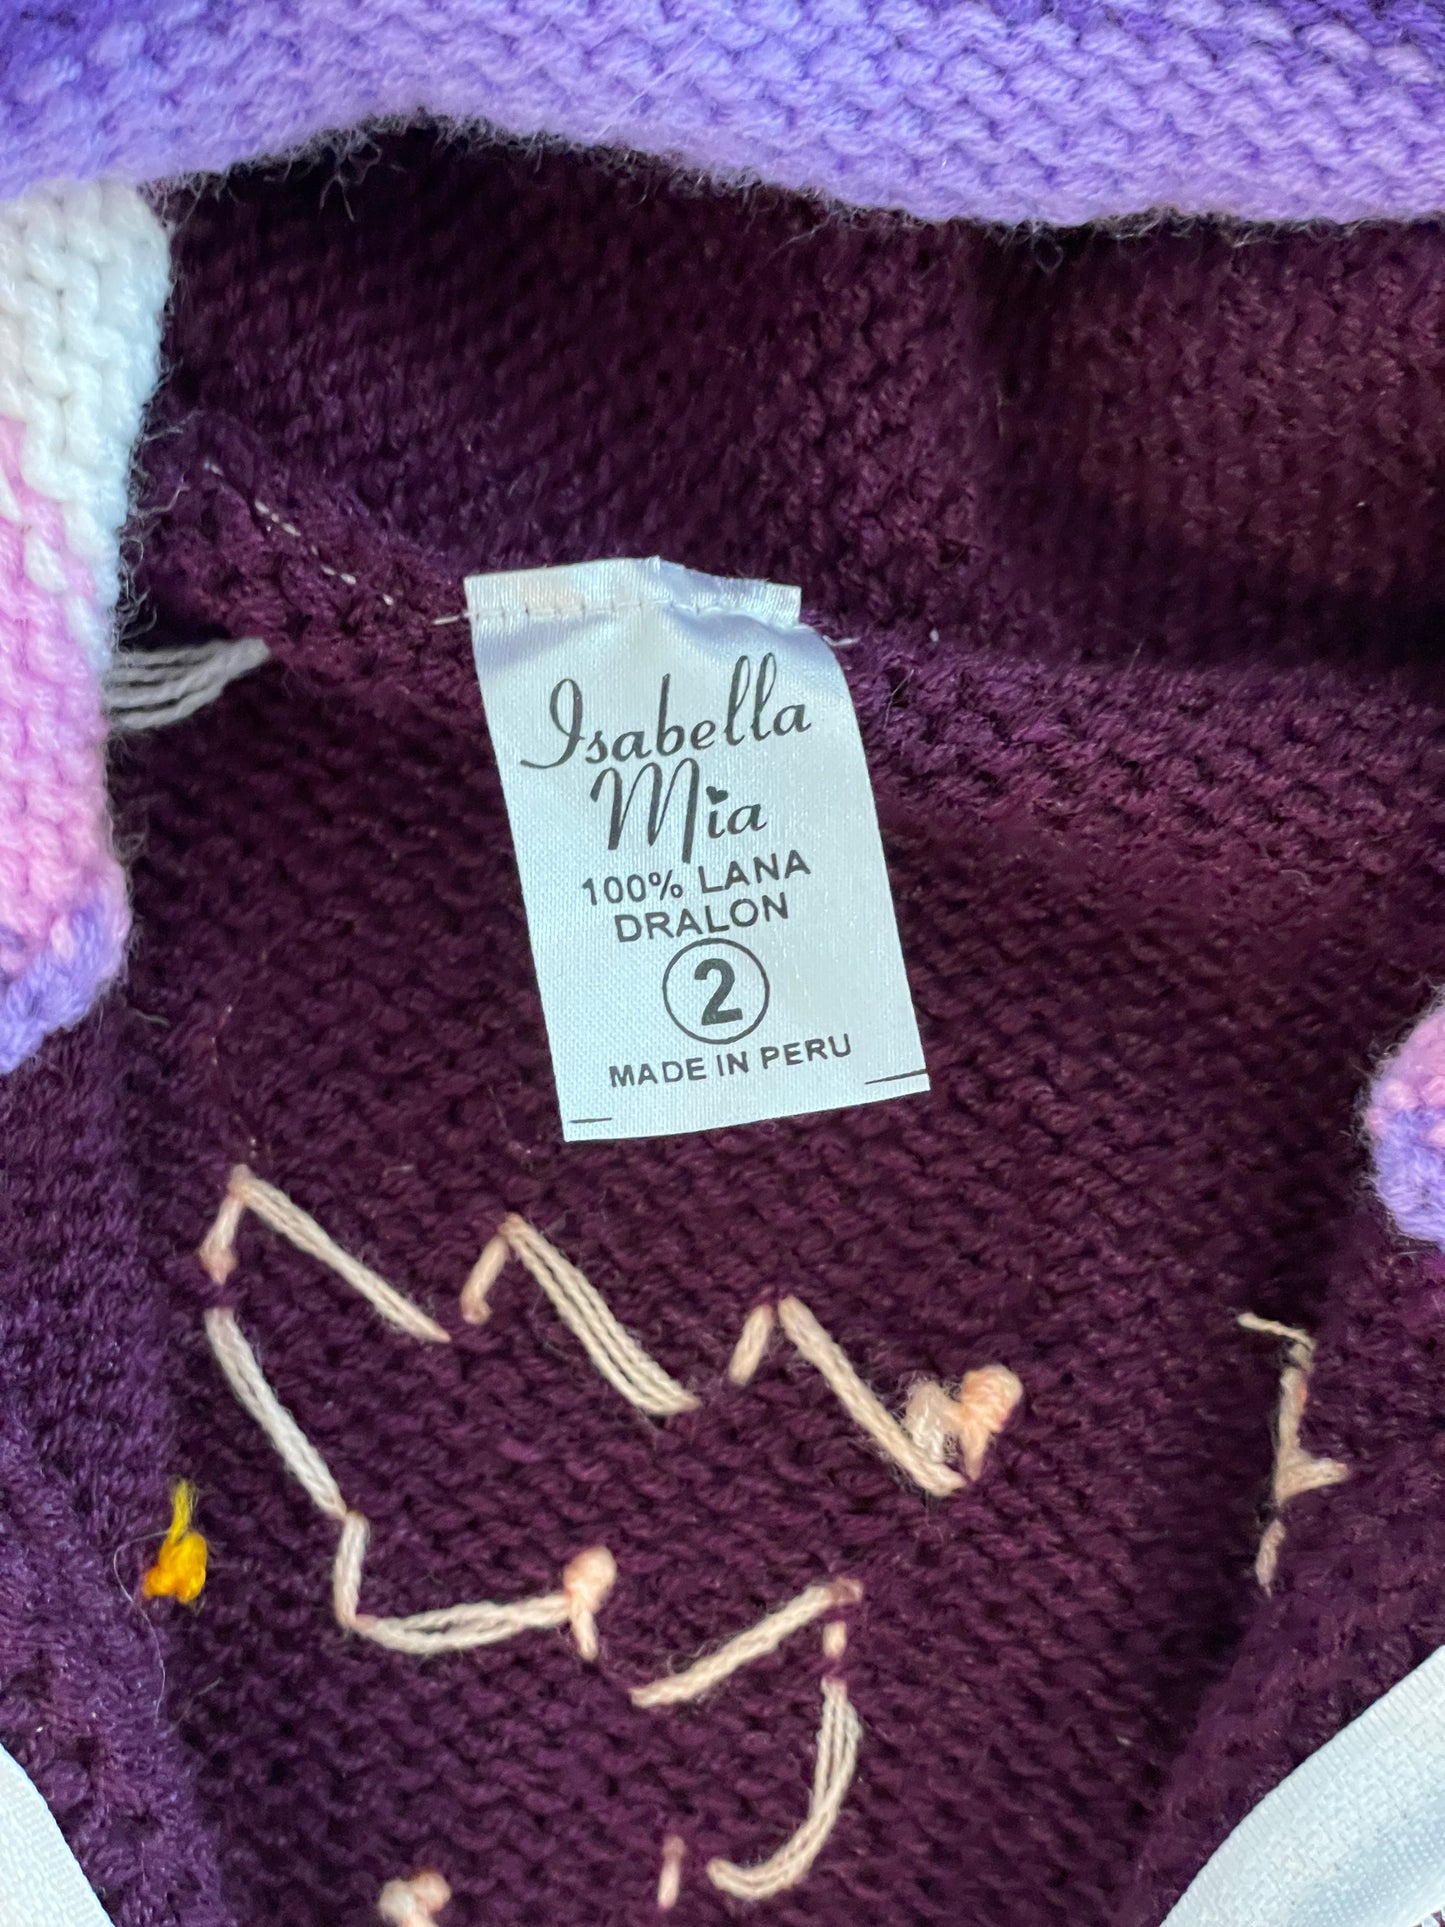 Isabella
Mia
100% LANA
DRALON
2
MADE IN PERU